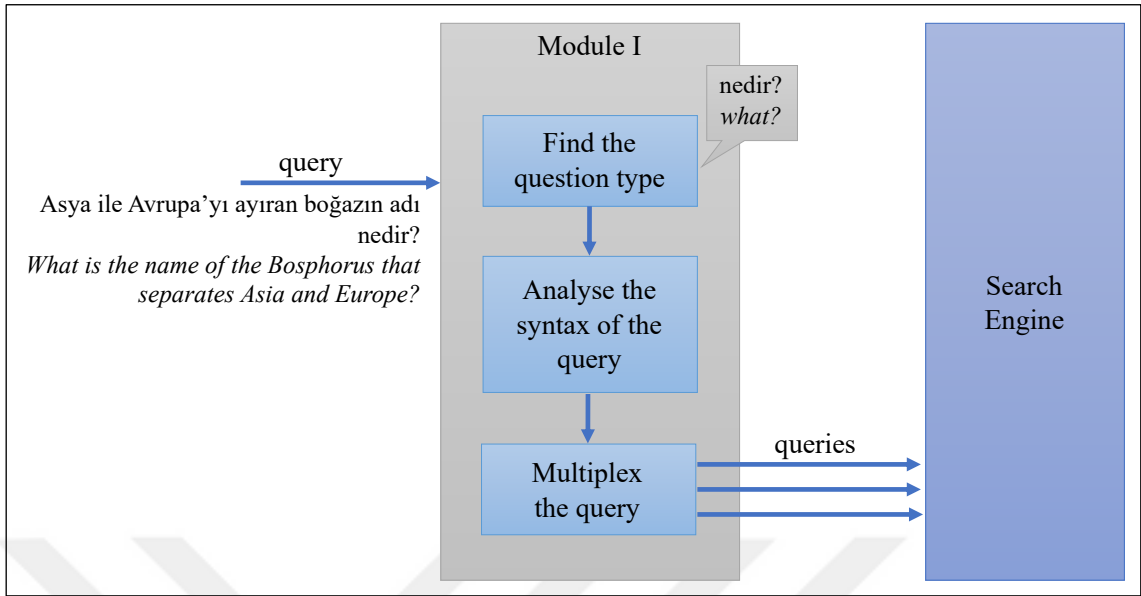 Module I
nedir?
what?
Find the
question type
query
Asya ile Avrupa’yı ayıran boğazın adı
nedir?
What is the name of the Bosphorus that
separates Asia and Europe?
Analyse the
syntax of the
query
Search
Engine
Multiplex
the query
queries